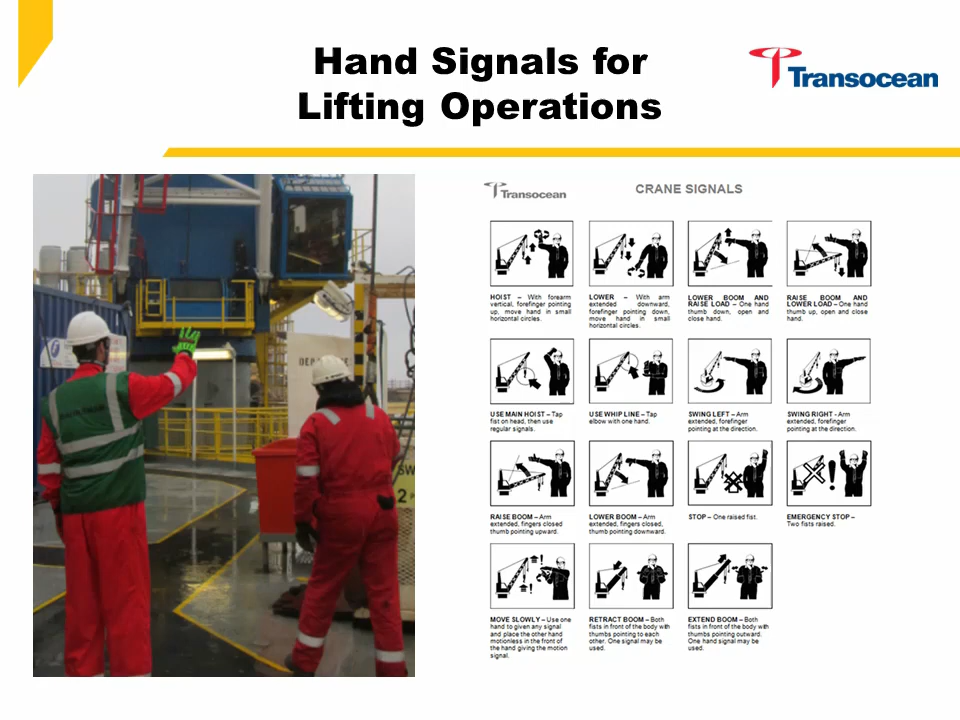 Hand Signals for
Lifting Operations
Transocean
Transocean
CRANE SIGNALS
HOIST – With forearm
vertical, forefinger pointing
up, move hand in small
horizontal circles.
LOWER – With arm
extended downward,
forefinger pointing down,
move hand in small
horizontal circles.
LOWER BOOM AND
RAISE LOAD – One hand
thumb down, open and
close hand.
RAISE BOOM AND
LOWER LOAD – One hand
thumb up, open and close
hand.
USE MAIN HOIST – Tap
fist on head, then use
regular signals.
USE WHIP LINE – Tap
elbow with one hand.
SWING LEFT – Arm
extended, forefinger
pointing at the direction.
SWING RIGHT - Arm
extended, forefinger
pointing at the direction.
RAISE BOOM – Arm
extended, fingers closed
thumb pointing upward.
LOWER BOOM – Arm
extended, fingers closed,
thumb pointing downward.
STOP – One raised fist.
EMERGENCY STOP –
Two fists raised.
MOVE SLOWLY – Use one
hand to given any signal
and place the other hand
motionless in the front of
the hand giving the motion
signal.
RETRACT BOOM – Both
fists in front of the body with
thumbs pointing to each
other. One signal may be
used.
EXTEND BOOM – Both
fists in front of the body with
thumbs pointing outward.
One hand signal may be
used.
SW
2